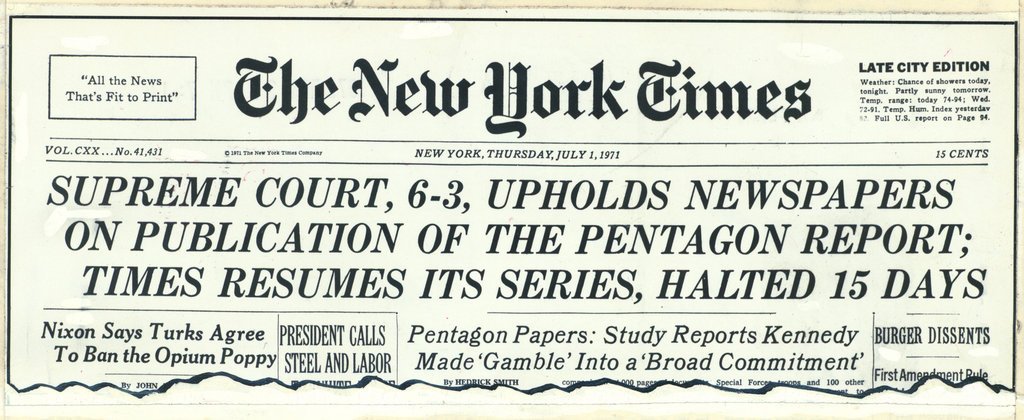 "All the News
That's Fit to Print"
The New York Times
LATE CITY EDITION
Weather: Chance of showers today,
tonight. Partly sunny tomorrow.
Temp. range: today 74-94; Wed.
72-91. Temp. Hum. Index yesterday
Full U.S. report on Page 94.
VOL. CXX...No. 41,431
© 1971 The New York Times Company
NEW YORK, THURSDAY, JULY 1, 1971
15 CENTS
SUPREME COURT, 6-3, UPHOLDS NEWSPAPERS
ON PUBLICATION OF THE PENTAGON REPORT;
TIMES RESUMES ITS SERIES, HALTED 15 DAYS
Nixon Says Turks Agree
To Ban the Opium Poppy
By JOHN
PRESIDENT CALLS
STEEL AND LABOR
Pentagon Papers: Study Reports Kennedy
Made 'Gamble' Into a 'Broad Commitment'
By HEDRICK SMITH
Special Forces troops and 100 other
BURGER DISSENTS
First Amendment Rule